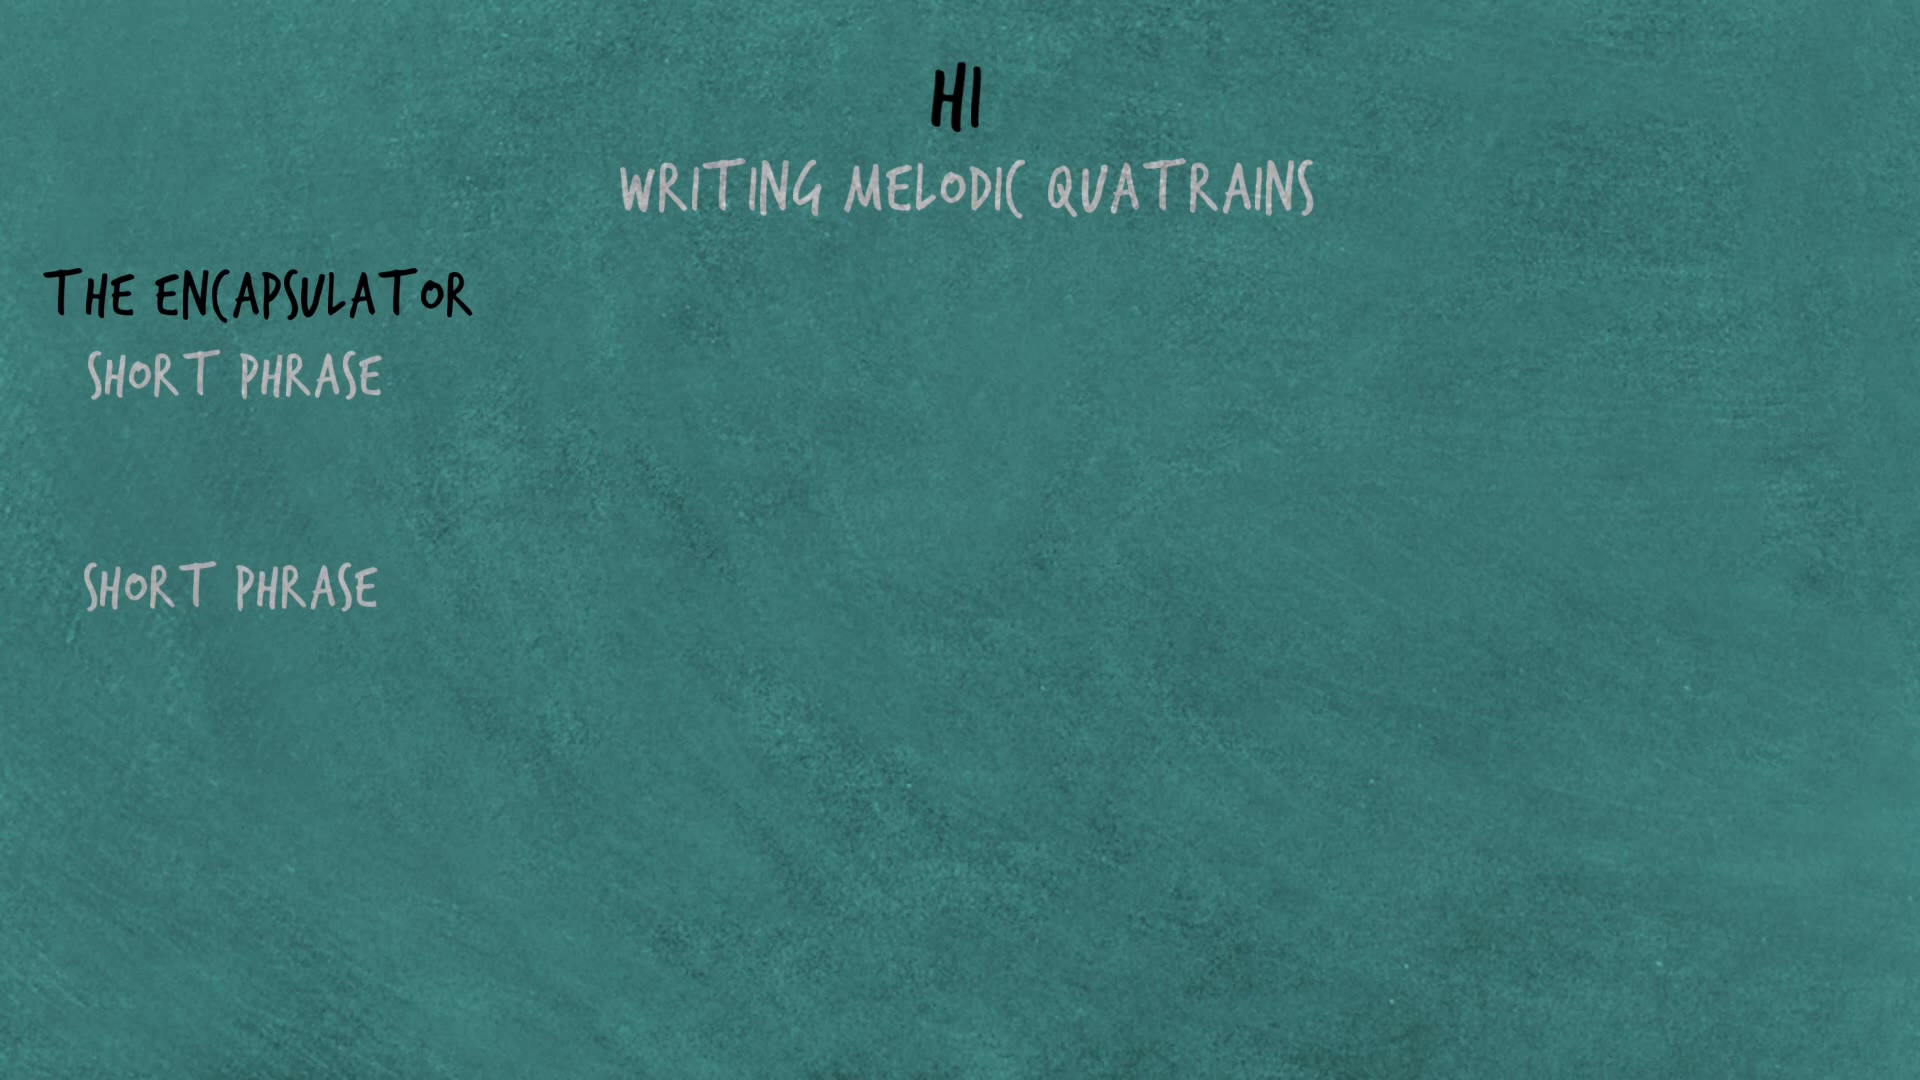 HI
WRITING MELODIC QUATRAINS
THE ENCAPSULATOR
SHORT PHRASE
SHORT PHRASE